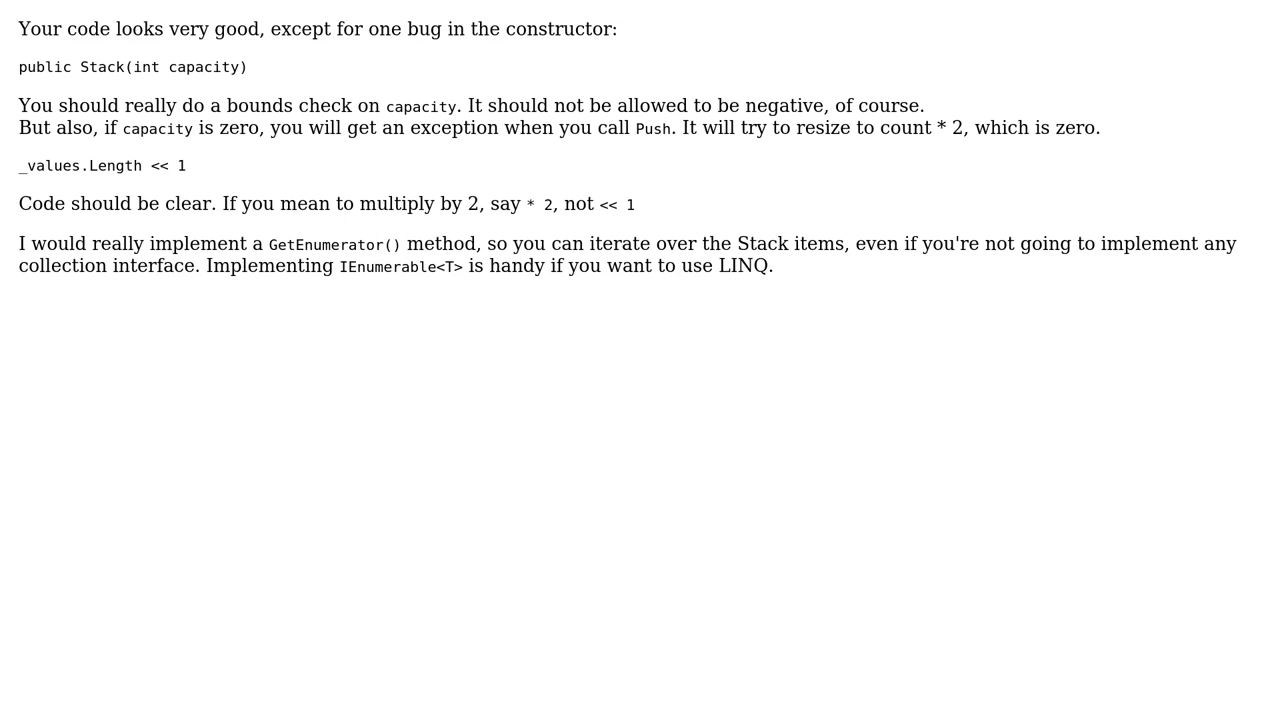 Your code looks very good, except for one bug in the constructor:
public Stack(int capacity)
You should really do a bounds check on capacity. It should not be allowed to be negative, of course.
But also, if capacity is zero, you will get an exception when you call Push. It will try to resize to count * 2, which is zero.
_values.Length << 1
Code should be clear. If you mean to multiply by 2, say * 2, not << 1
I would really implement a GetEnumerator() method, so you can iterate over the Stack items, even if you're not going to implement any
collection interface. Implementing IEnumerable<T> is handy if you want to use LINQ.